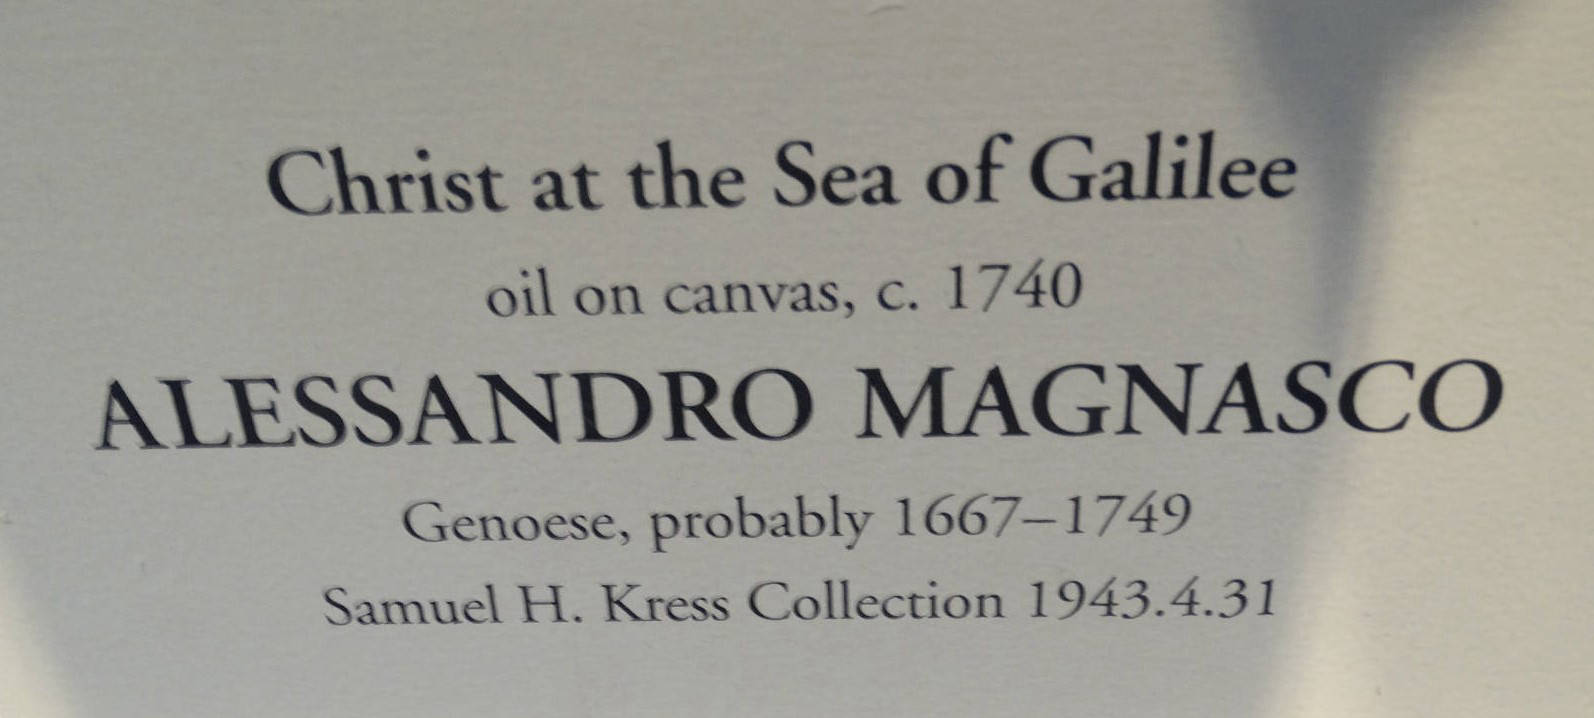 Christ at the Sea of Galilee
oil on canvas, c. 1740
ALESSANDRO MAGNASCO
Genoese, probably 1667–1749
Samuel H. Kress Collection 1943.4.31